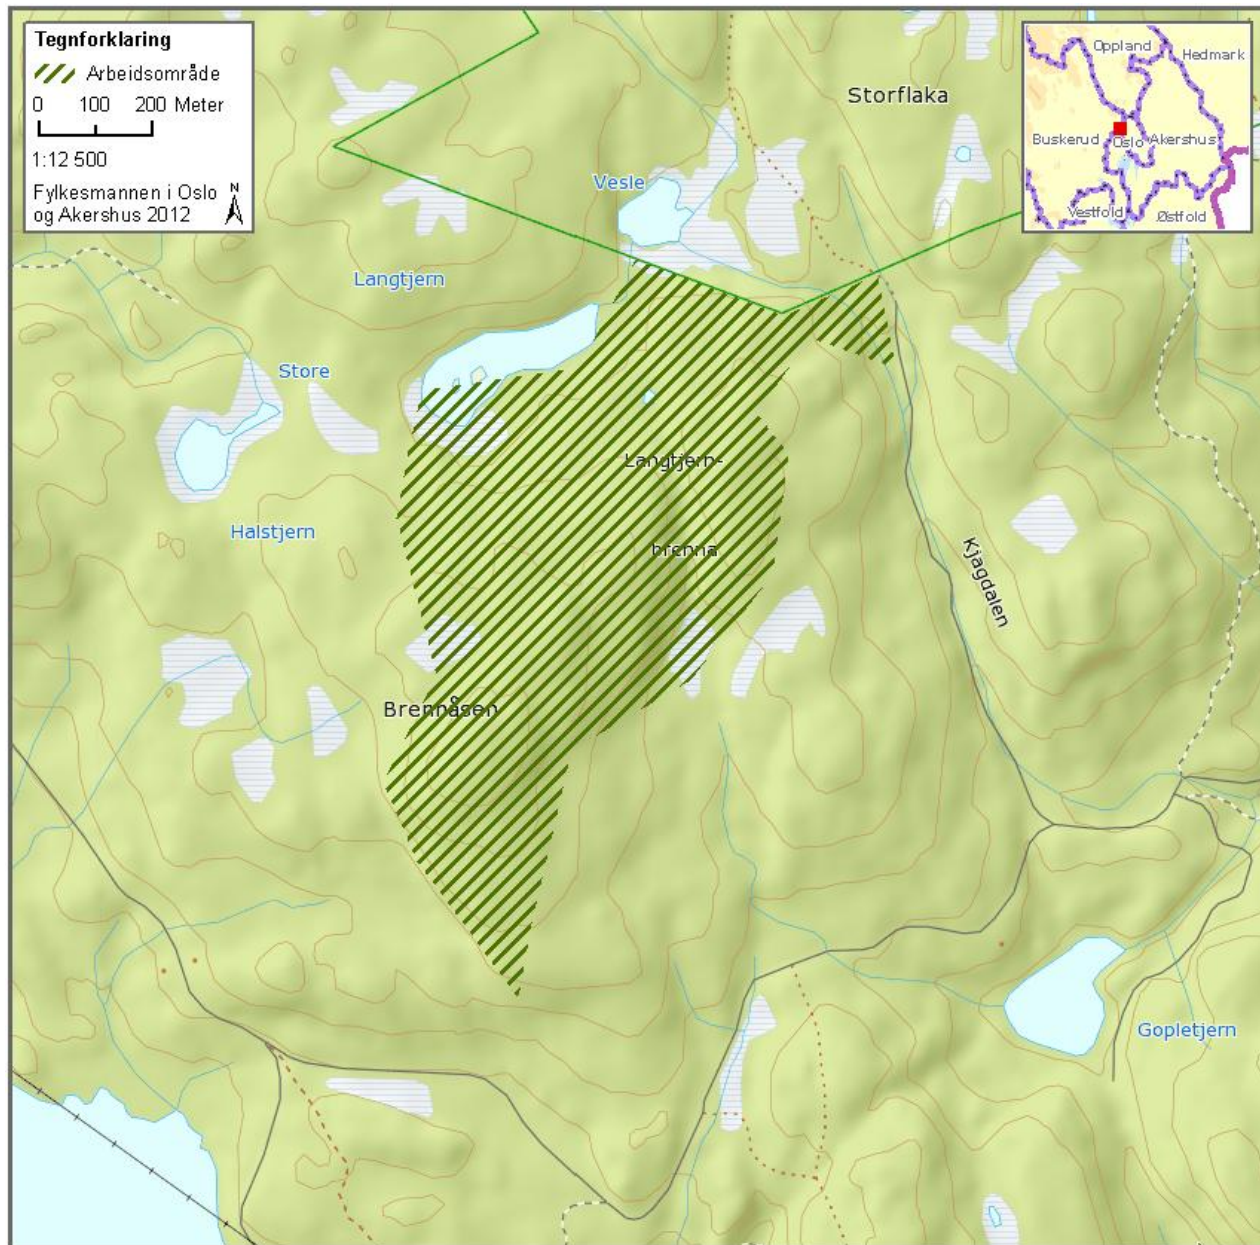 Tegnforklaring
Arbeidsområde
0 100 200 Meter
1:12 500
Fylkesmannen i Oslo
og Akershus 2012
N
Oppland
Hedmark
Buskerud
Oslo
Akershus
Vestfold
Østfold
Storflaka
Vesle
Langtjern
Store
Langtjern-
Halstjern
brenna
Kjagdalen
Brennåsen
Gopletjern